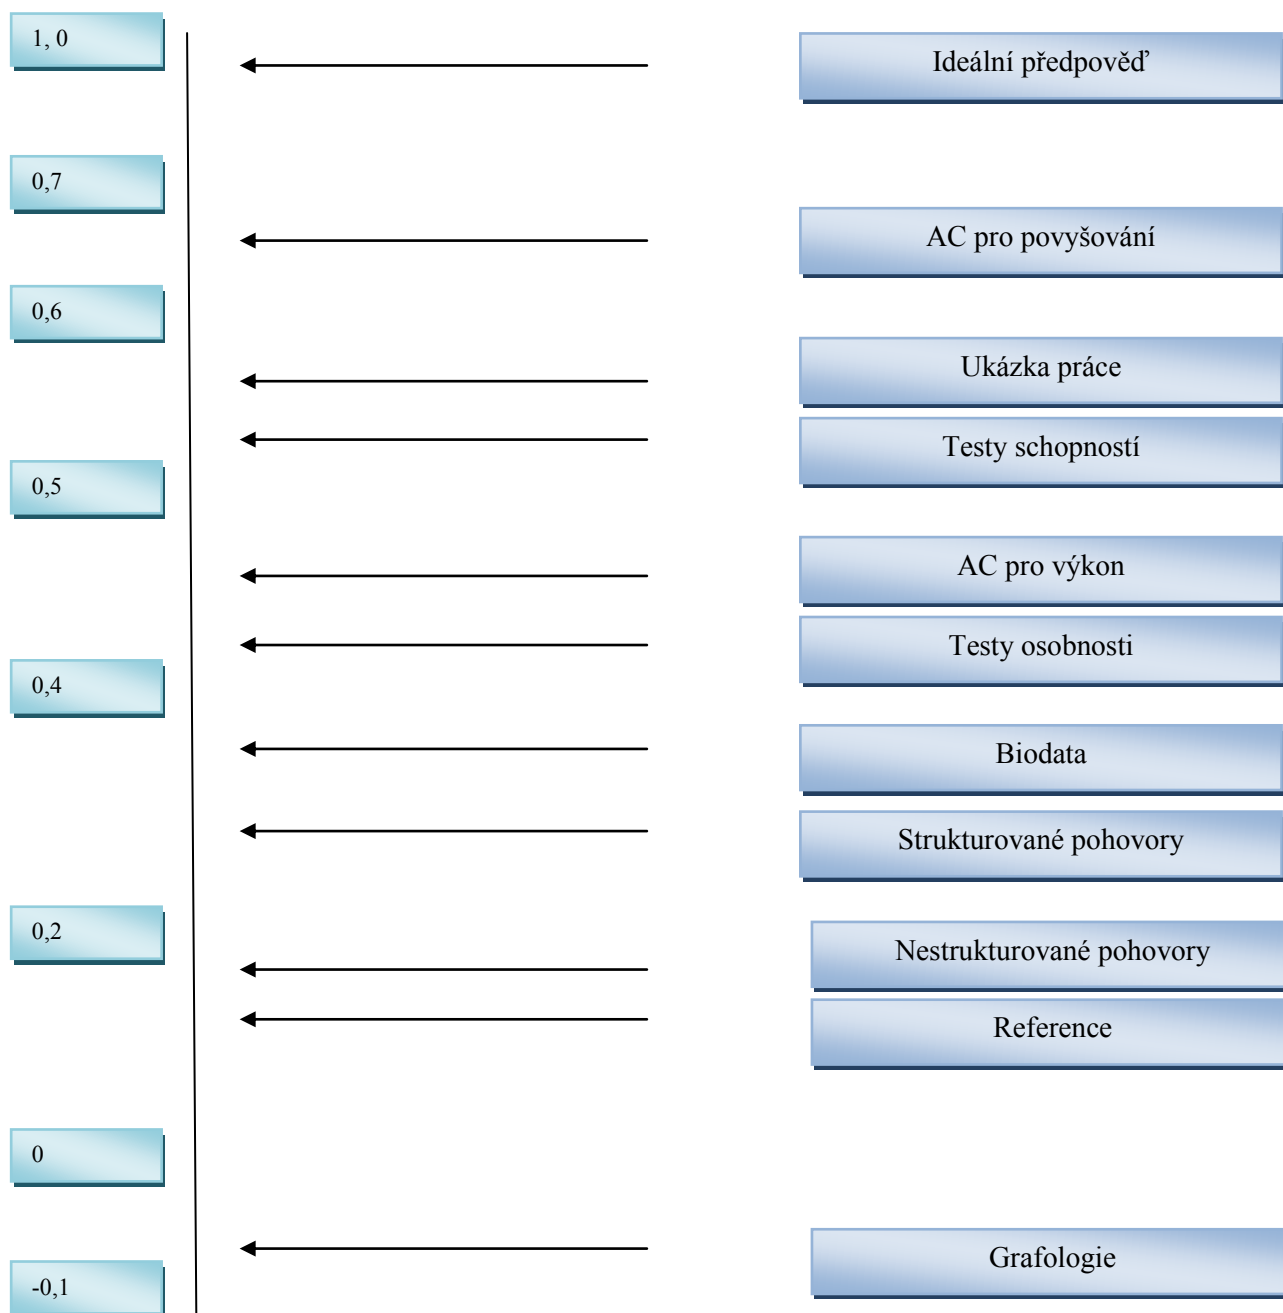 1, 0
Ideální předpověď
0,7
AC pro povyšování
0,6
Ukázka práce
Testy schopností
0,5
AC pro výkon
Testy osobnosti
0,4
Biodata
Strukturované pohovory
0,2
Nestrukturované pohovory
Reference
0
Grafologie
-0,1